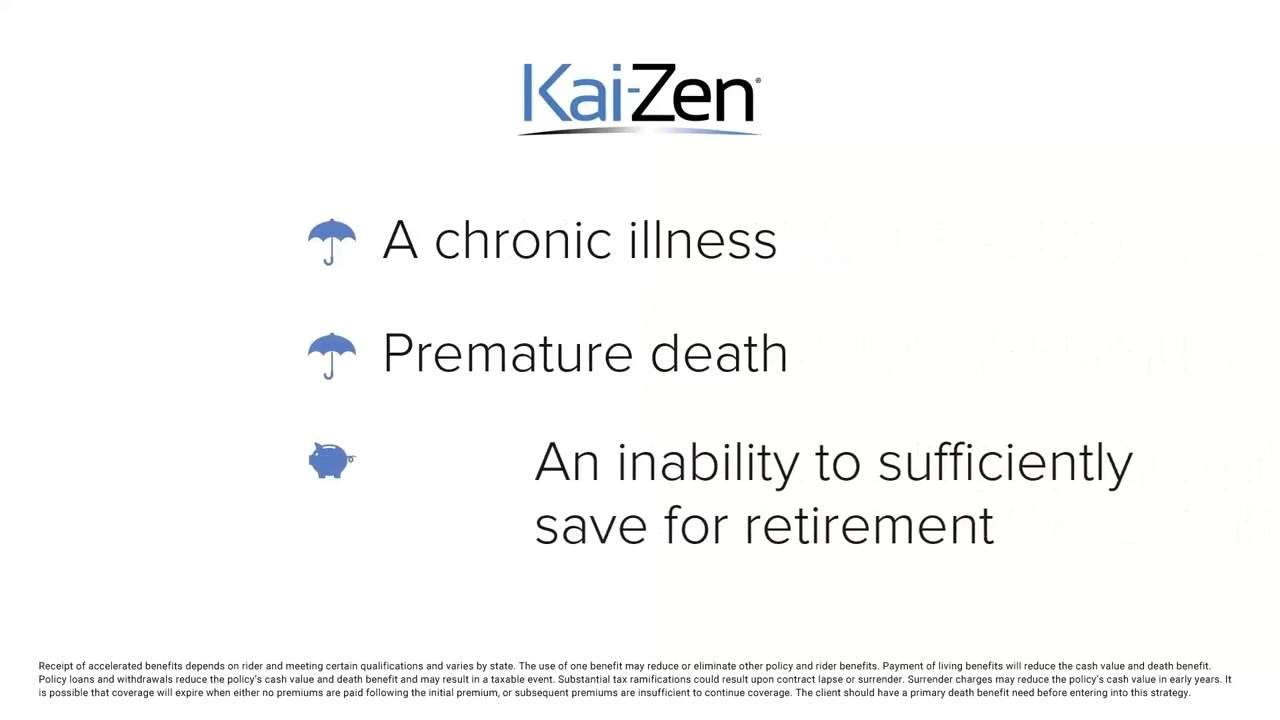 Kai-Zen®
A chronic illness
Premature death
An inability to sufficiently
save for retirement
Receipt of accelerated benefits depends on rider and meeting certain qualifications and varies by state. The use of one benefit may reduce or eliminate other policy and rider benefits. Payment of living benefits will reduce the cash value and death benefit.
Policy loans and withdrawals reduce the policy's cash value and death benefit and may result in a taxable event. Substantial tax ramifications could result upon contract lapse or surrender. Surrender charges may reduce the policy's cash value in early years. It
is possible that coverage will expire when either no premiums are paid following the initial premium, or subsequent premiums are insufficient to continue coverage. The client should have a primary death benefit need before entering into this strategy.